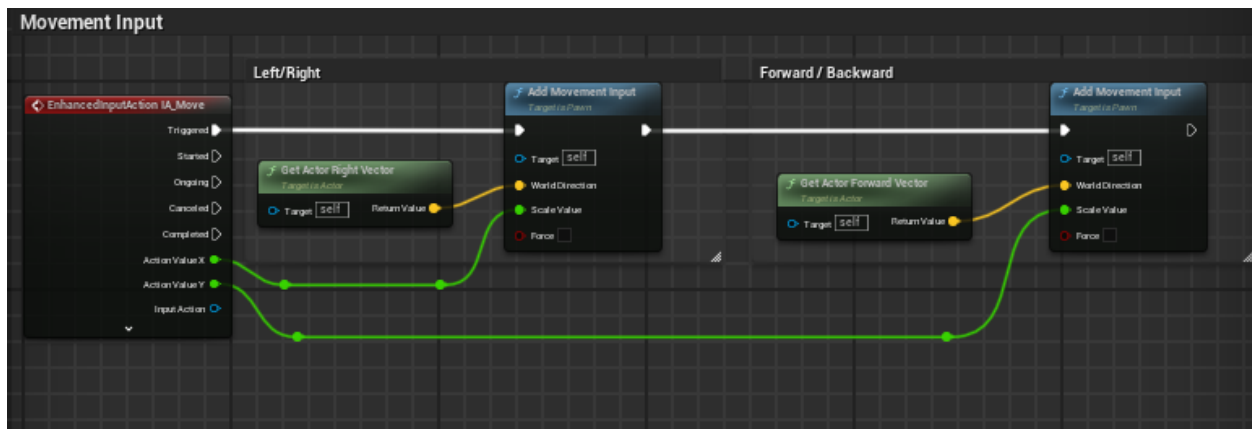 Movement Input
Left/Right
Forward / Backward
EnhancedInputAction IA_Move
Triggered
Started
Ongoing
Canceled
Completed
Action Value X
Action Value Y
Input Action
Get Actor Right Vector
Target is Actor
Target self
Return Value
Add Movement Input
Target is Pawn
Target self
World Direction
Scale Value
Force
Get Actor Forward Vector
Target is Actor
Target self
Return Value
Add Movement Input
Target is Pawn
Target self
World Direction
Scale Value
Force